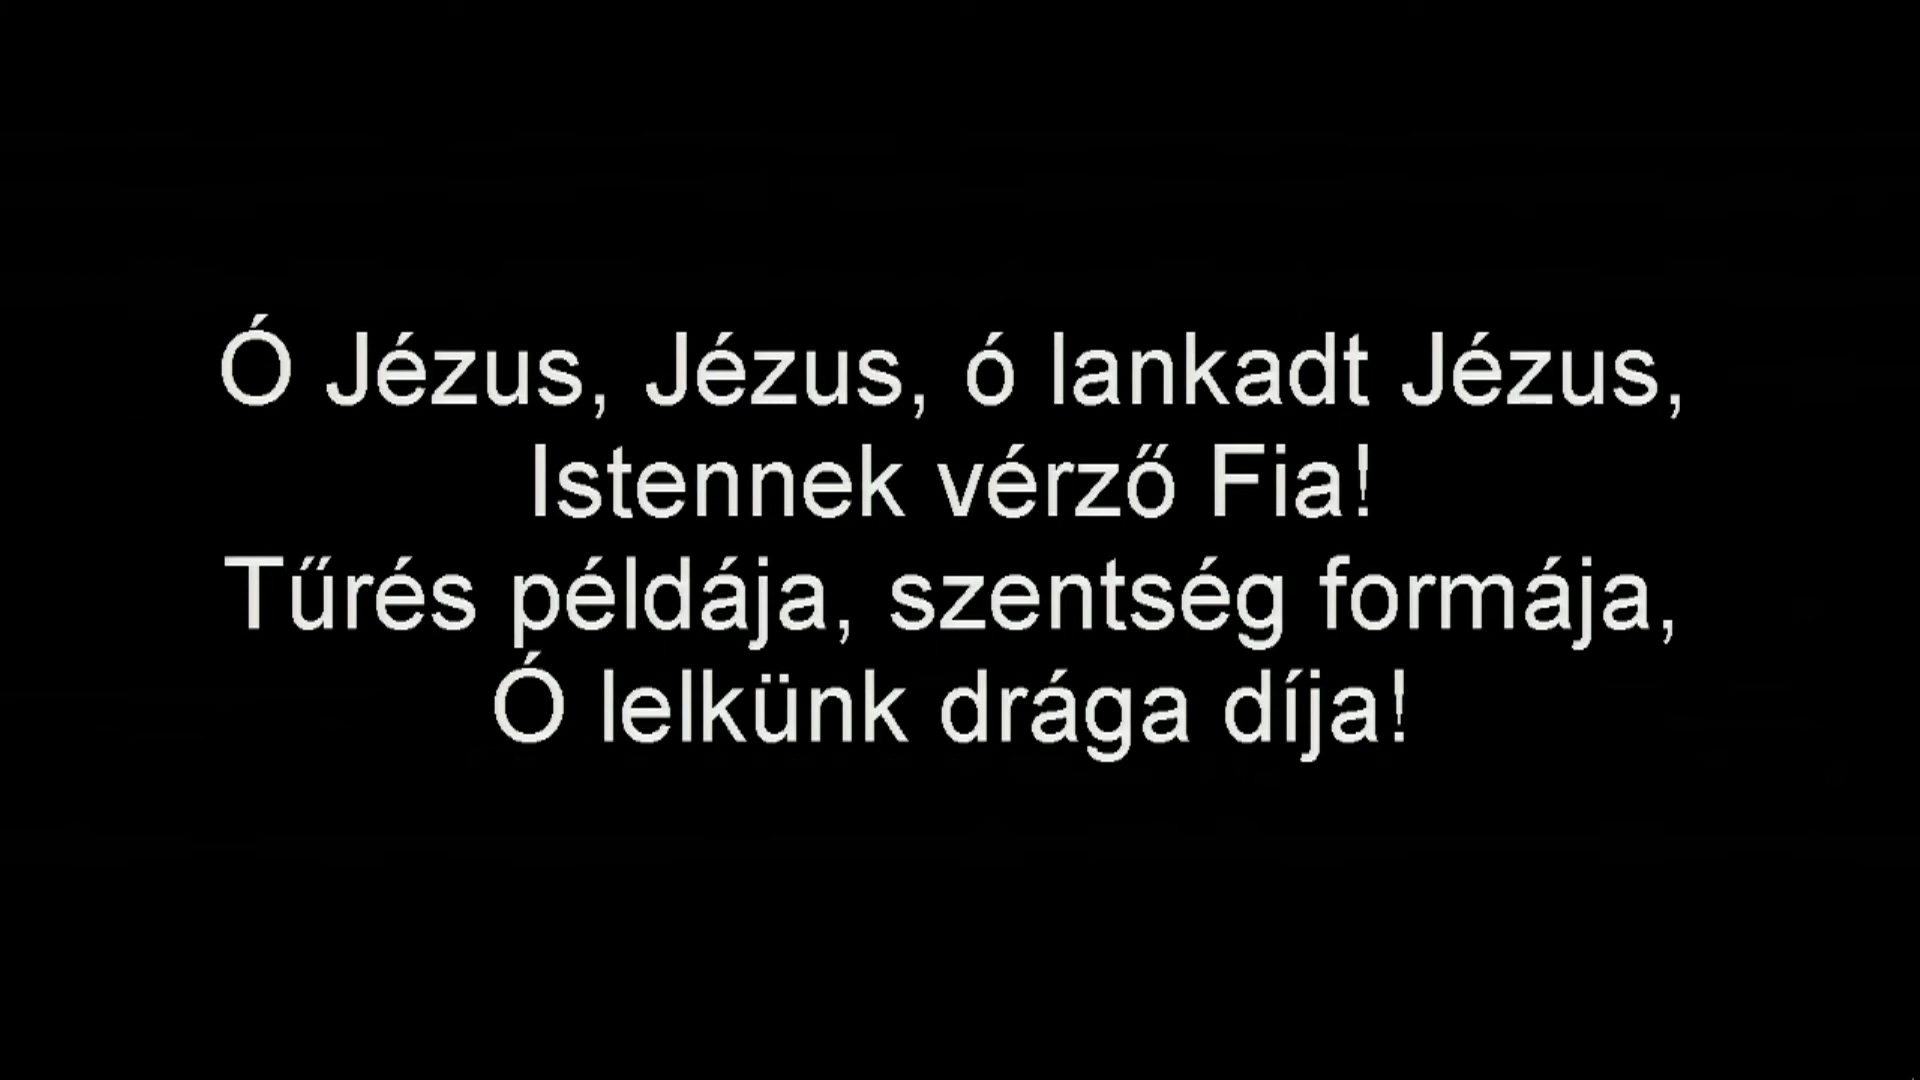 Ó Jézus, Jézus, ó lankadt Jézus,
Istennek vérző Fia!
Tűrés példája, szentség formája,
Ó lelkünk drága díja!